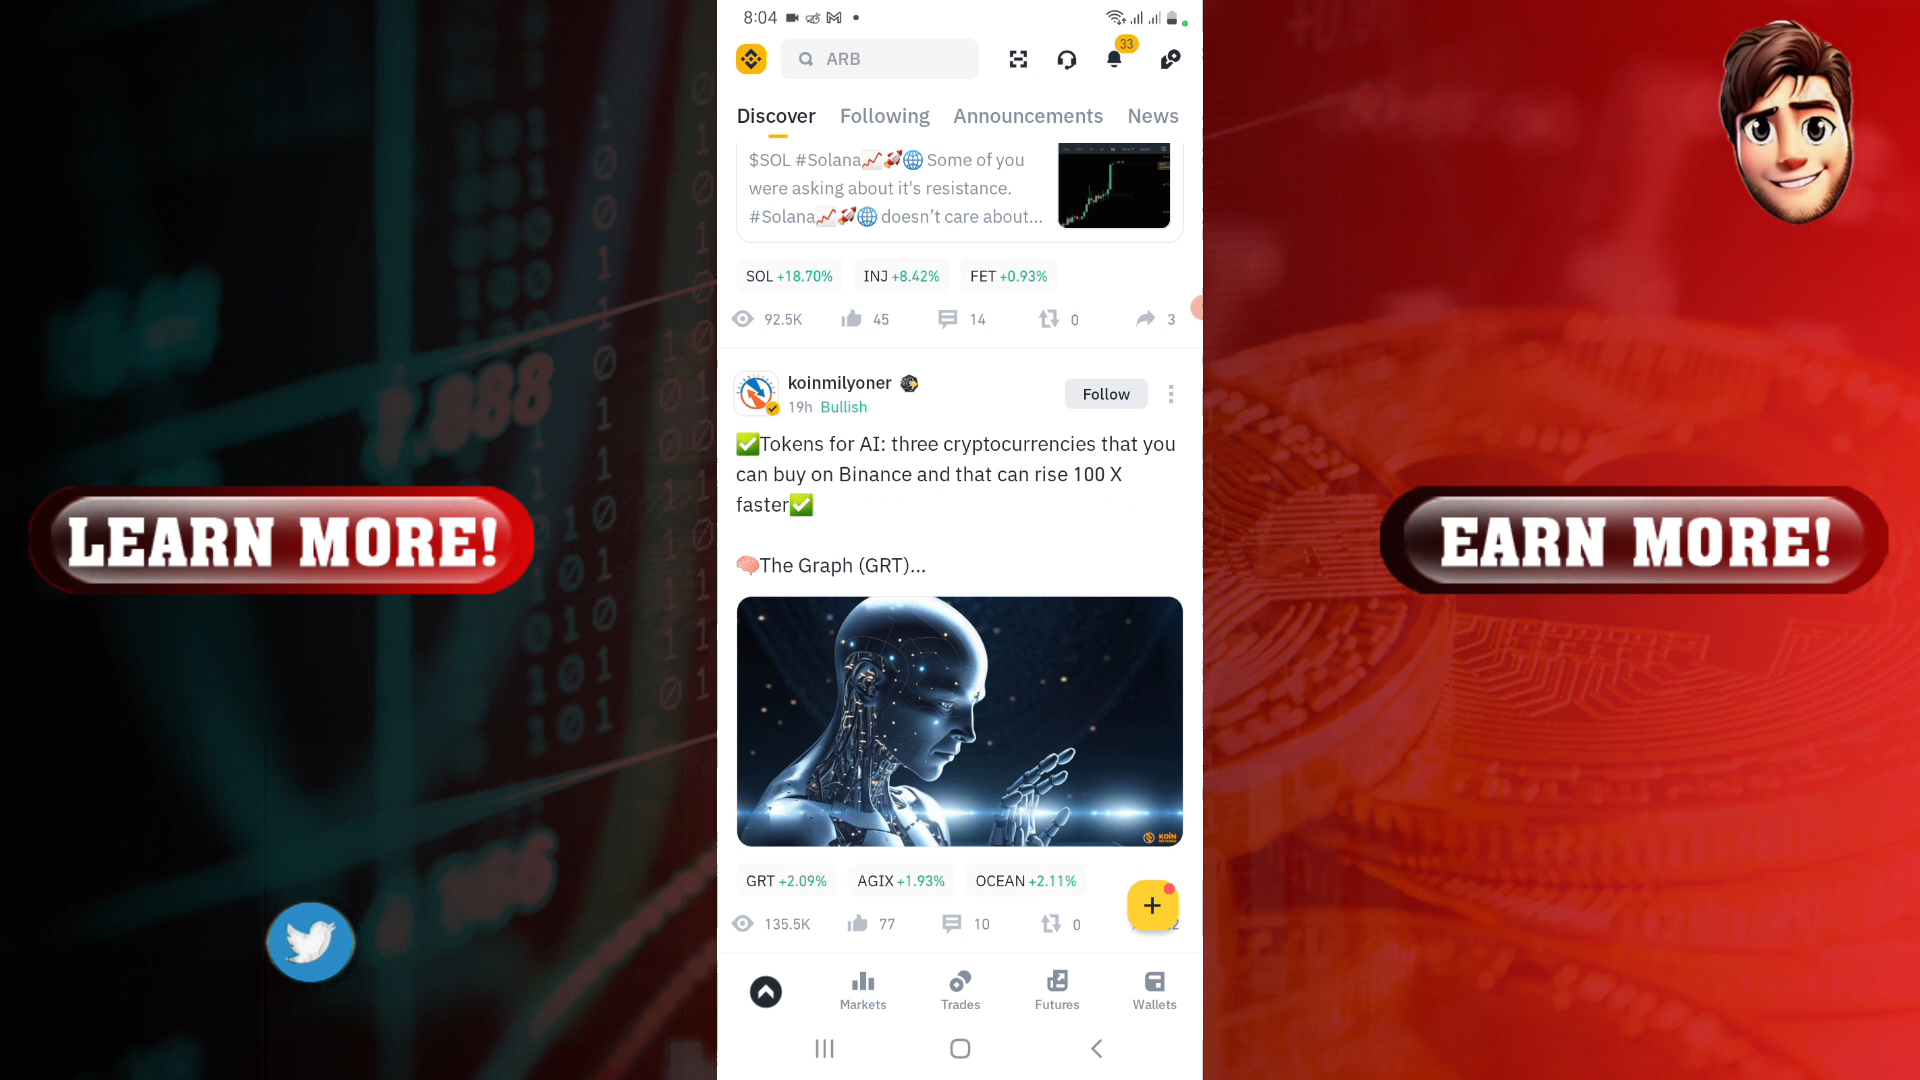 8:04
ARB
33
Discover Following Announcements News
$SOL #Solana📈🚀🌐 Some of you
were asking about it's resistance.
#Solana📈🚀🌐 doesn't care about...
SOL +18.70% INJ +8.42% FET +0.93%
92.5K 45 14 0 3
koinmilyoner
19h Bullish
Follow
✅Tokens for AI: three cryptocurrencies that you
can buy on Binance and that can rise 100 X
faster✅
🧠The Graph (GRT)...
KOİN
GRT +2.09% AGIX +1.93% OCEAN +2.11%
135.5K 77 10 0
Markets Trades Futures Wallets
LEARN MORE!
EARN MORE!